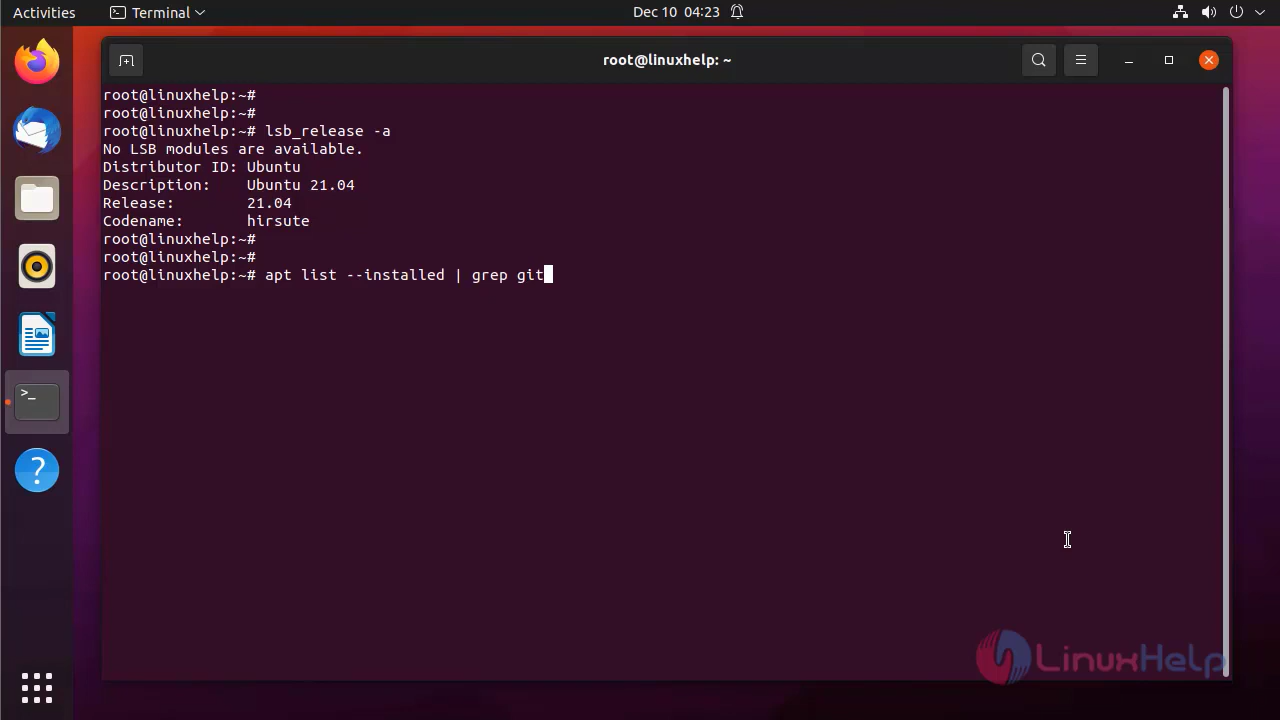 Activities
Terminal
Dec 10 04:23
root@linuxhelp: ~
root@linuxhelp:~#
root@linuxhelp:~#
root@linuxhelp:~# lsb_release -a
No LSB modules are available.
Distributor ID: Ubuntu
Description:    Ubuntu 21.04
Release:        21.04
Codename:       hirsute
root@linuxhelp:~#
root@linuxhelp:~#
root@linuxhelp:~# apt list --installed | grep git
>_
?
LinuxHelp